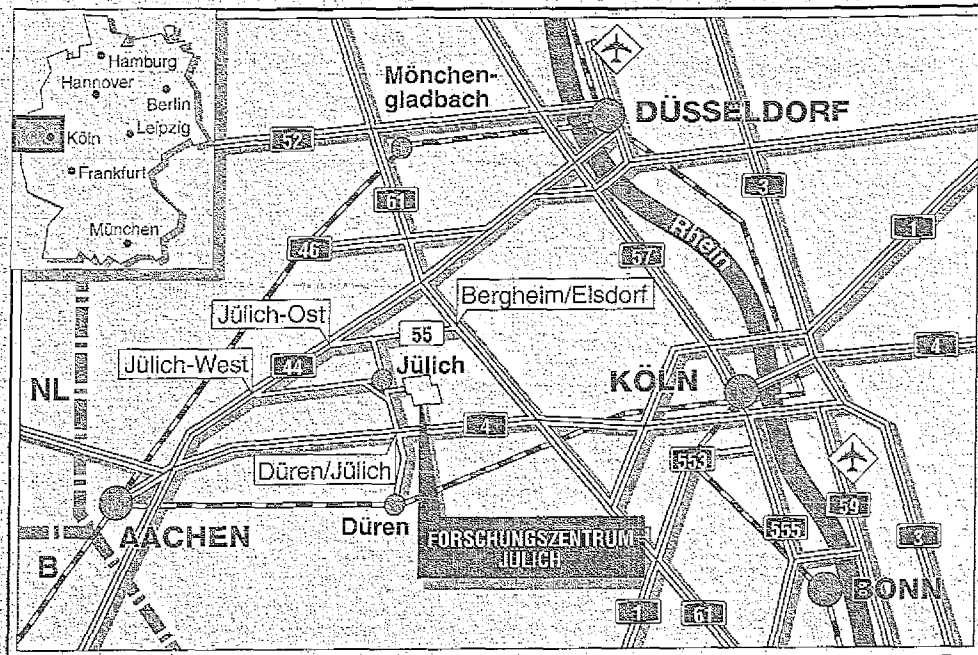 Hamburg
Hannover
Berlin
Leipzig
Köln
Frankfurt
München
Mönchen-
gladbach
DÜSSELDORF
52
61
3
1
46
57
Rhein
Bergheim/Elsdorf
Jülich-Ost
55
Jülich-West
44
Jülich
4
NL
KÖLN
4
553
Düren/Jülich
AACHEN
Düren
59
555
3
B
FORSCHUNGSZENTRUM
JÜLICH
BONN
1
61